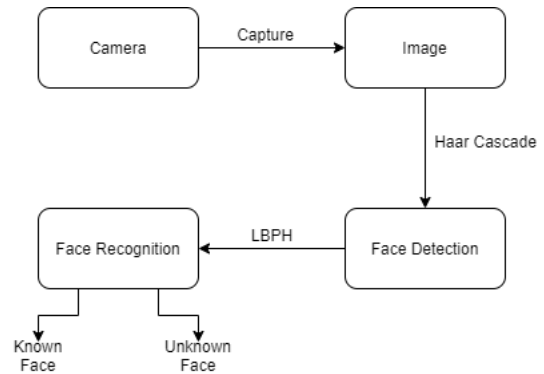 Camera
Capture
Image
Haar Cascade
Face Recognition
LBPH
Face Detection
Known
Face
Unknown
Face